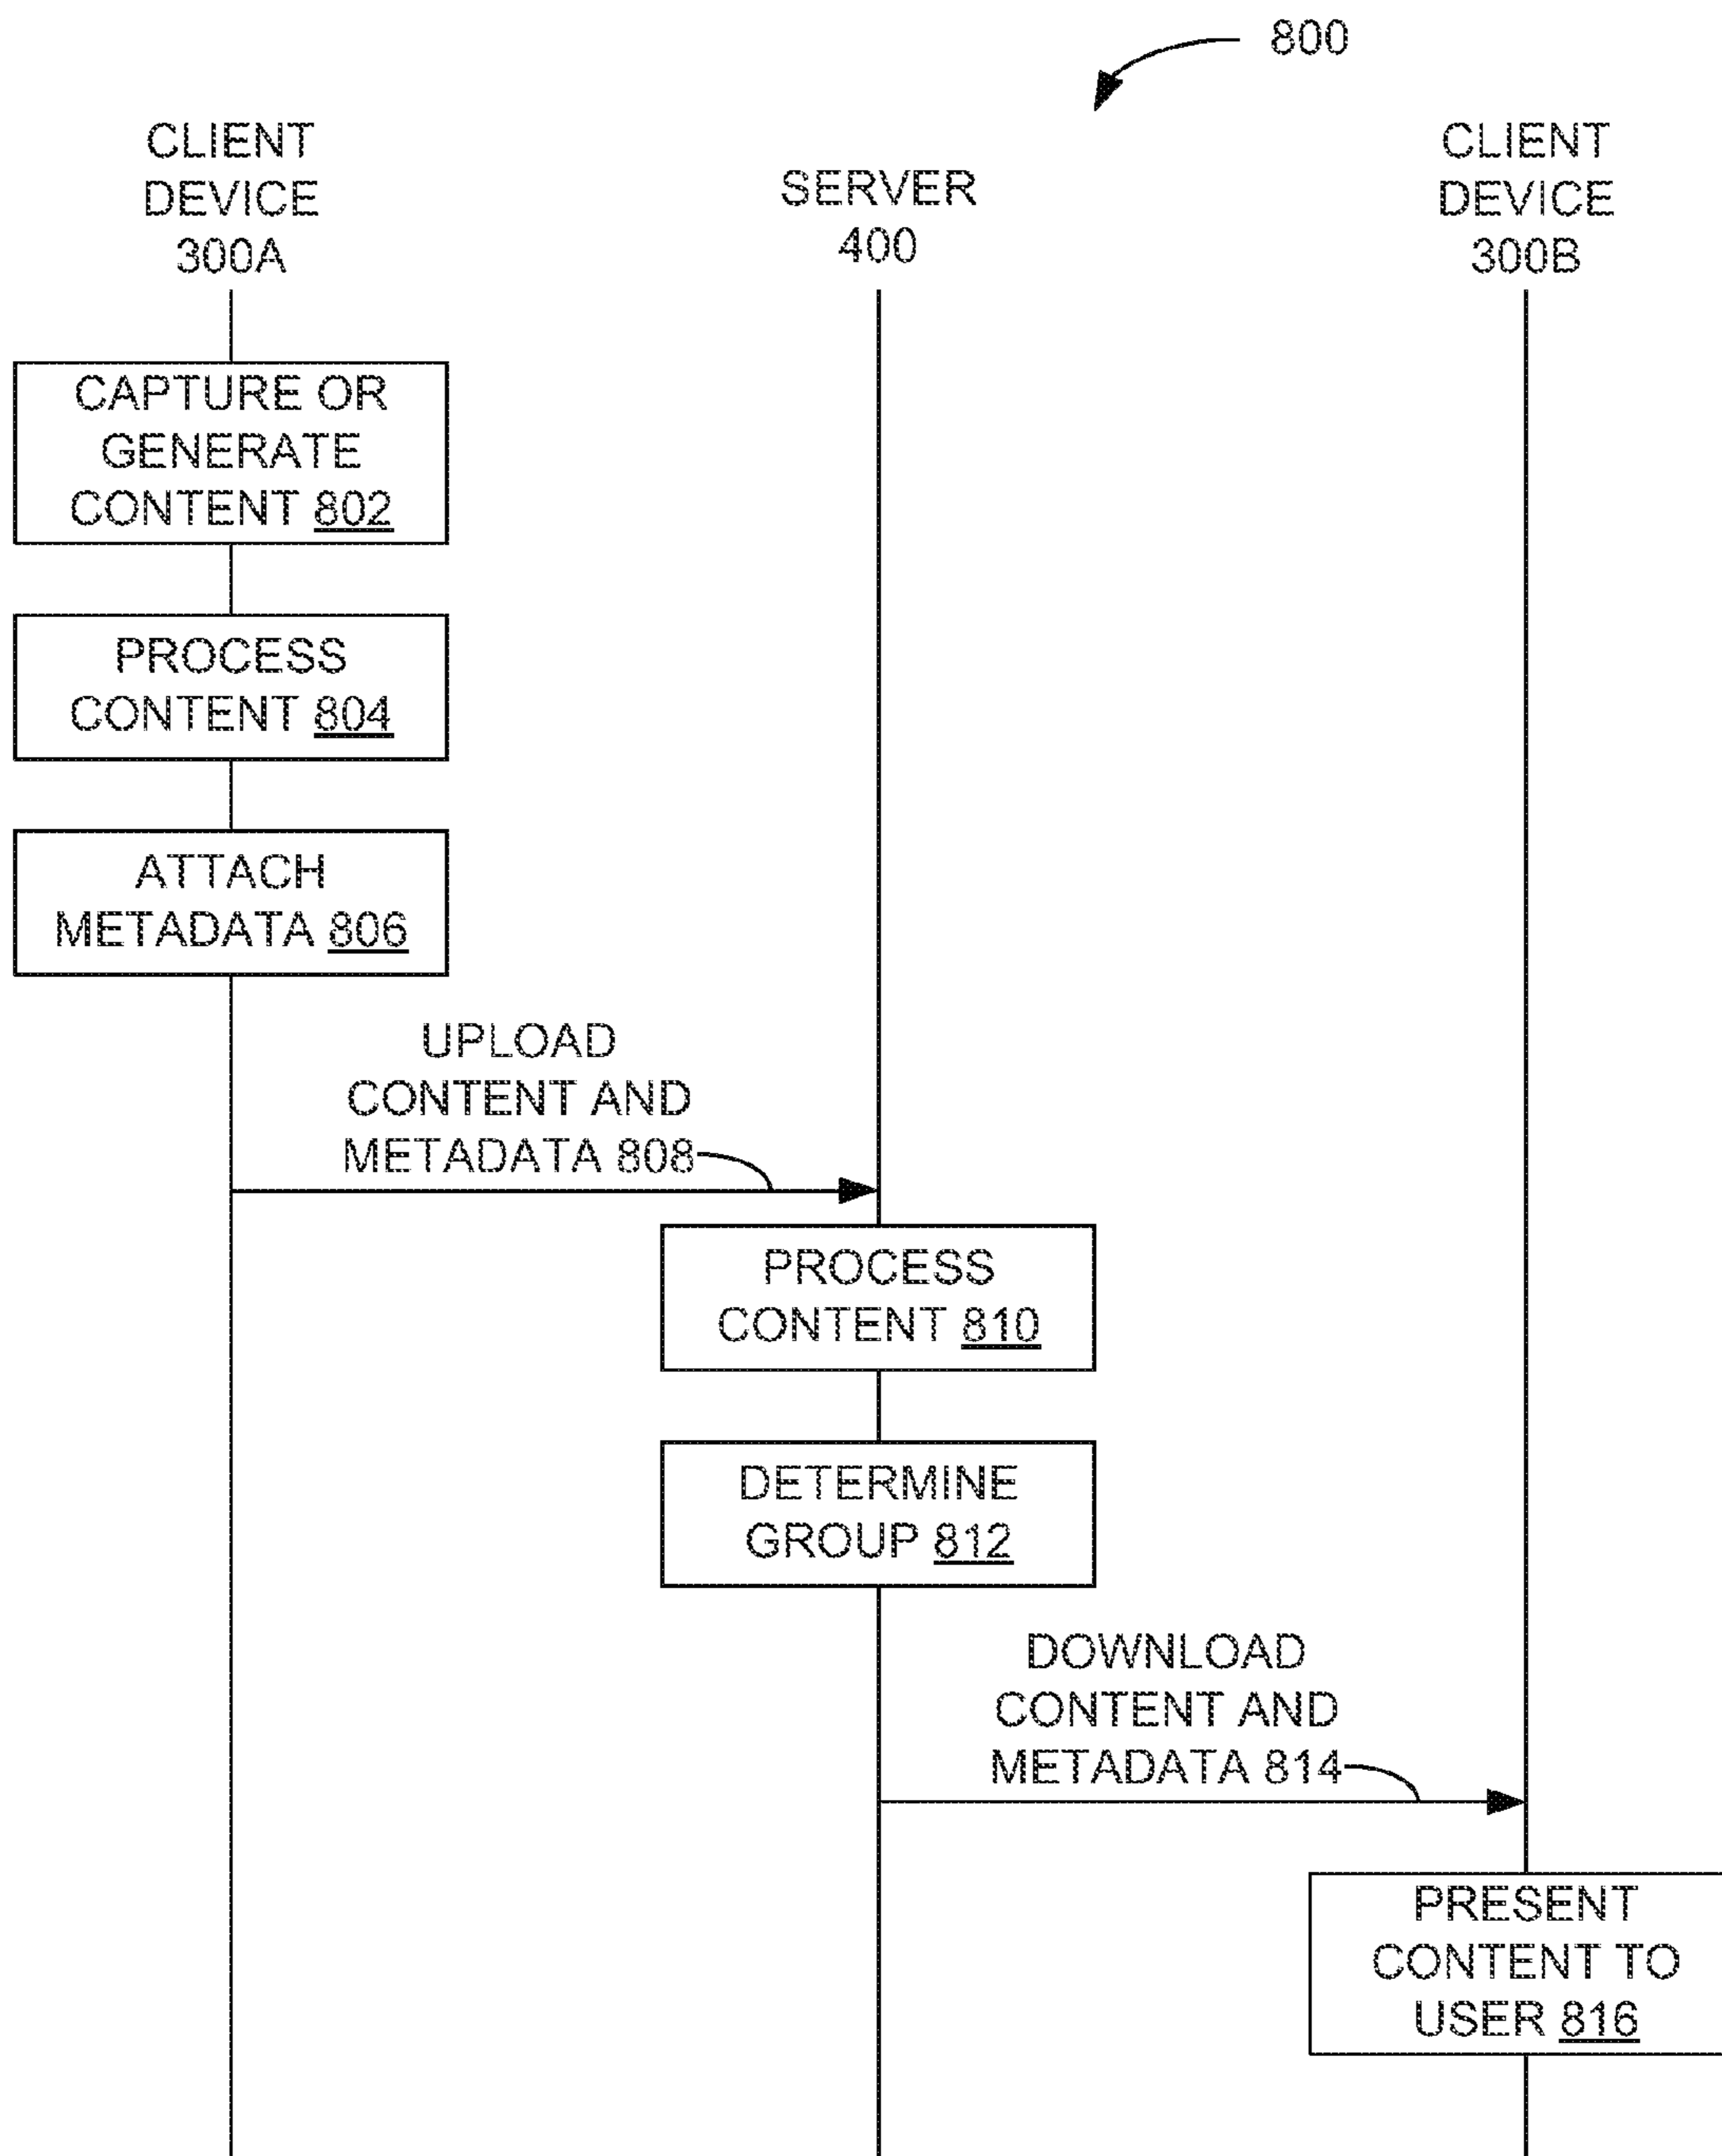 800
CLIENT
DEVICE
300A
SERVER
400
CLIENT
DEVICE
300B
CAPTURE OR
GENERATE
CONTENT 802
PROCESS
CONTENT 804
ATTACH
METADATA 806
UPLOAD
CONTENT AND
METADATA 808
PROCESS
CONTENT 810
DETERMINE
GROUP 812
DOWNLOAD
CONTENT AND
METADATA 814
PRESENT
CONTENT TO
USER 816